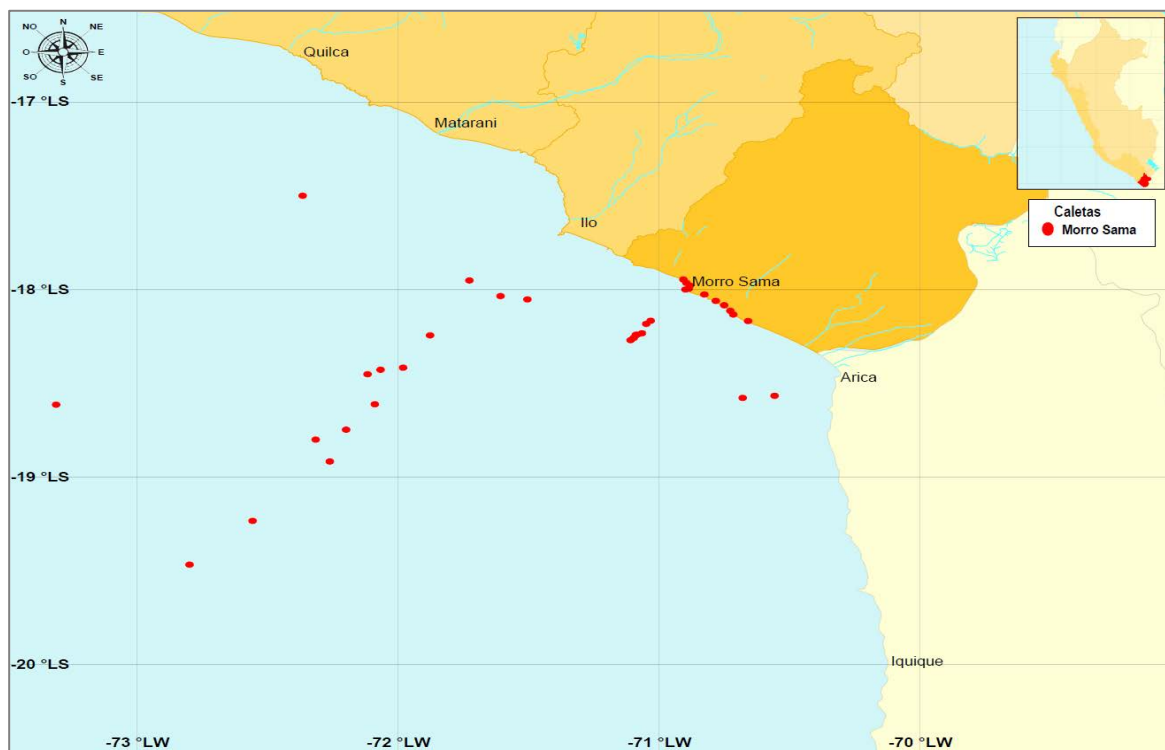 N
NO NE
O E
SO SE
S
Quilca
-17 °LS
Matarani
Ilo
Caletas
Morro Sama
Morro Sama
-18 °LS
Arica
-19 °LS
-20 °LS
Iquique
-73 °LW -72 °LW -71 °LW -70 °LW